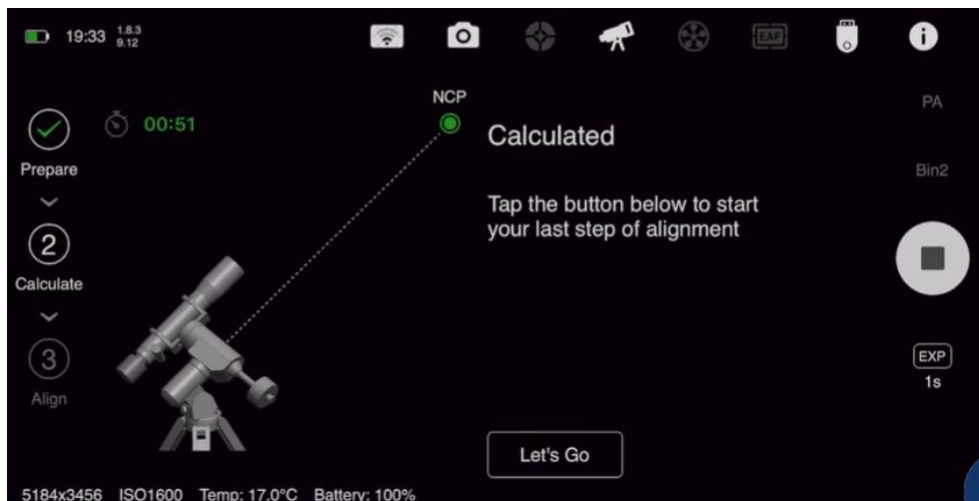 19:33 1.8.3
9.12
EAF
NCP
PA
00:51
Calculated
Prepare
Bin2
Tap the button below to start
your last step of alignment
2
Calculate
EXP
1s
3
Align
Let's Go
5184x3456 ISO1600 Temp: 17.0°C Battery: 100%